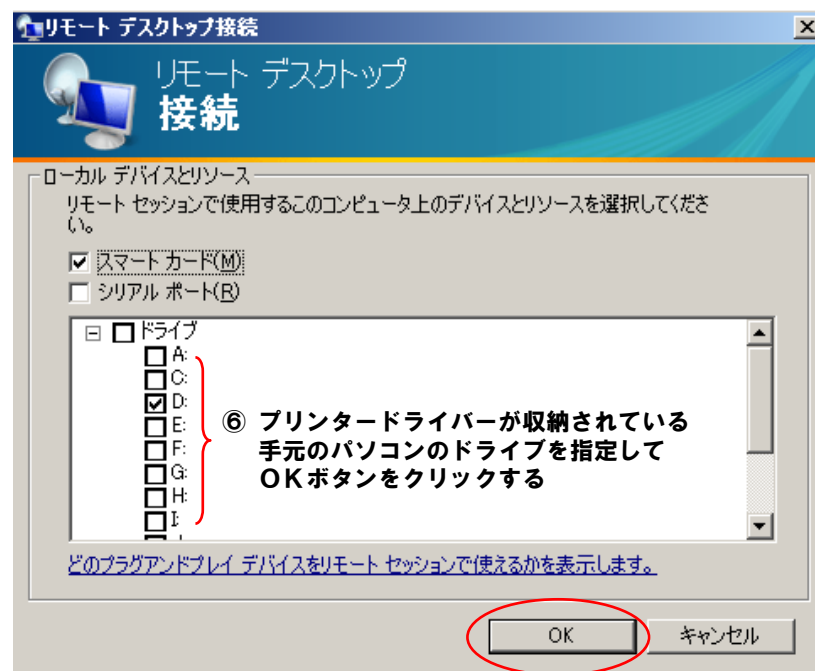 リモート デスクトップ接続
リモート デスクトップ
接続
ローカル デバイスとリソース
リモート セッションで使用するこのコンピュータ上のデバイスとリソースを選択してくださ
い。
スマート カード(M)
シリアル ポート(R)
ドライブ
A:
C:
D:
E:
F:
G:
H:
I:
⑥ プリンタードライバーが収納されている
手元のパソコンのドライブを指定して
ＯＫボタンをクリックする
どのプラグアンドプレイ デバイスをリモート セッションで使えるかを表示します。
OK
キャンセル